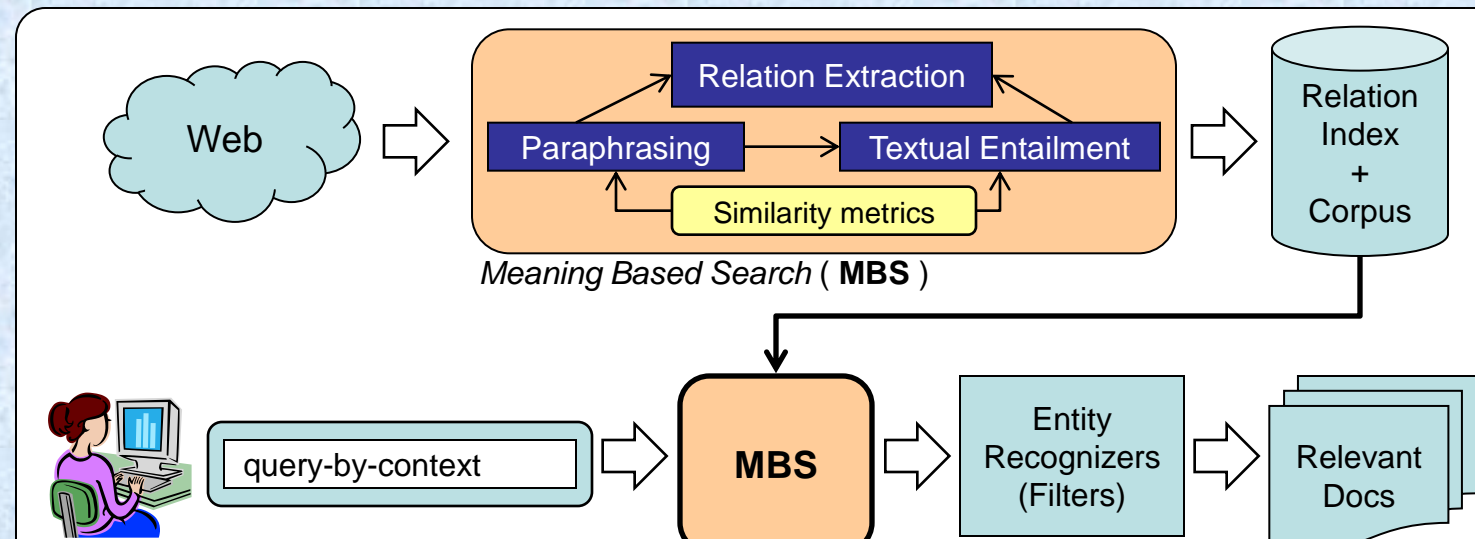 Web
Relation Extraction
Paraphrasing
Textual Entailment
Similarity metrics
Meaning Based Search ( MBS )
Relation
Index
+
Corpus
query-by-context
MBS
Entity
Recognizers
(Filters)
Relevant
Docs